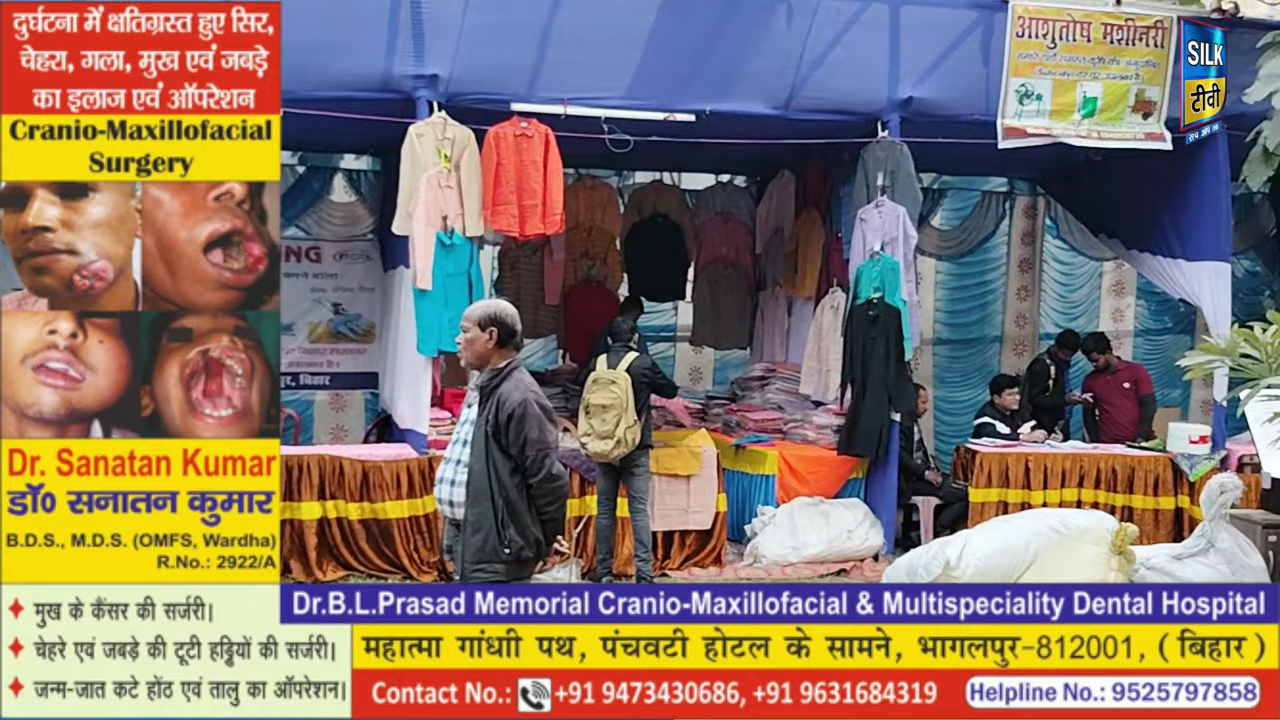 दुर्घटना में क्षतिग्रस्त हुए सिर,
चेहरा, गला, मुख एवं जबड़े
का इलाज एवं ऑपरेशन
Cranio-Maxillofacial
Surgery
Dr. Sanatan Kumar
डॉ० सनातन कुमार
B.D.S., M.D.S. (OMFS, Wardha)
R.No.: 2922/A
मुख के कैंसर की सर्जरी।
चेहरे एवं जबड़े की टूटी हड्डियों की सर्जरी।
जन्म-जात कटे होंठ एवं तालु का ऑपरेशन।
आशुतोष मशीनरी
SILK
टीवी
NG
पुर, बिहार
Dr.B.L.Prasad Memorial Cranio-Maxillofacial & Multispeciality Dental Hospital
महात्मा गांधाी पथ, पंचवटी होटल के सामने, भागलपुर-812001, ( बिहार )
Contact No.: +91 9473430686, +91 9631684319
Helpline No.: 9525797858